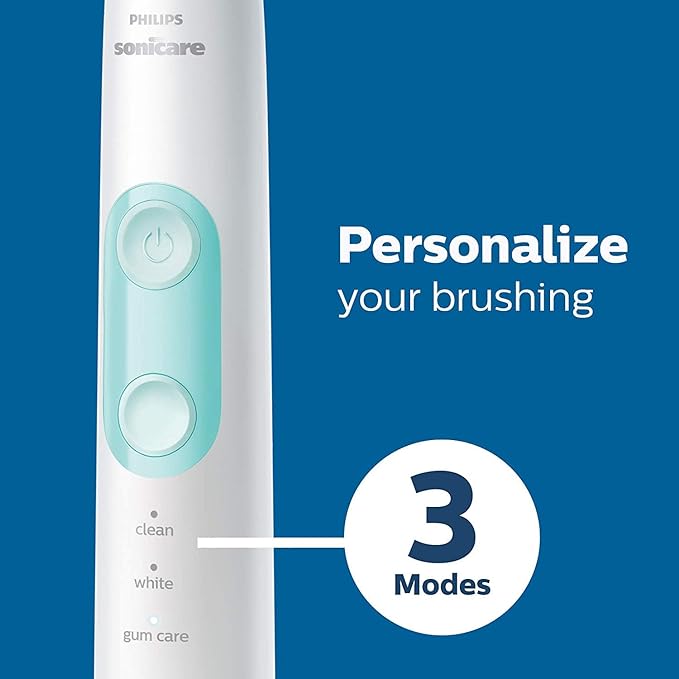 PHILIPS
sonicare
Personalize
your brushing
clean
white
gum care
3
Modes